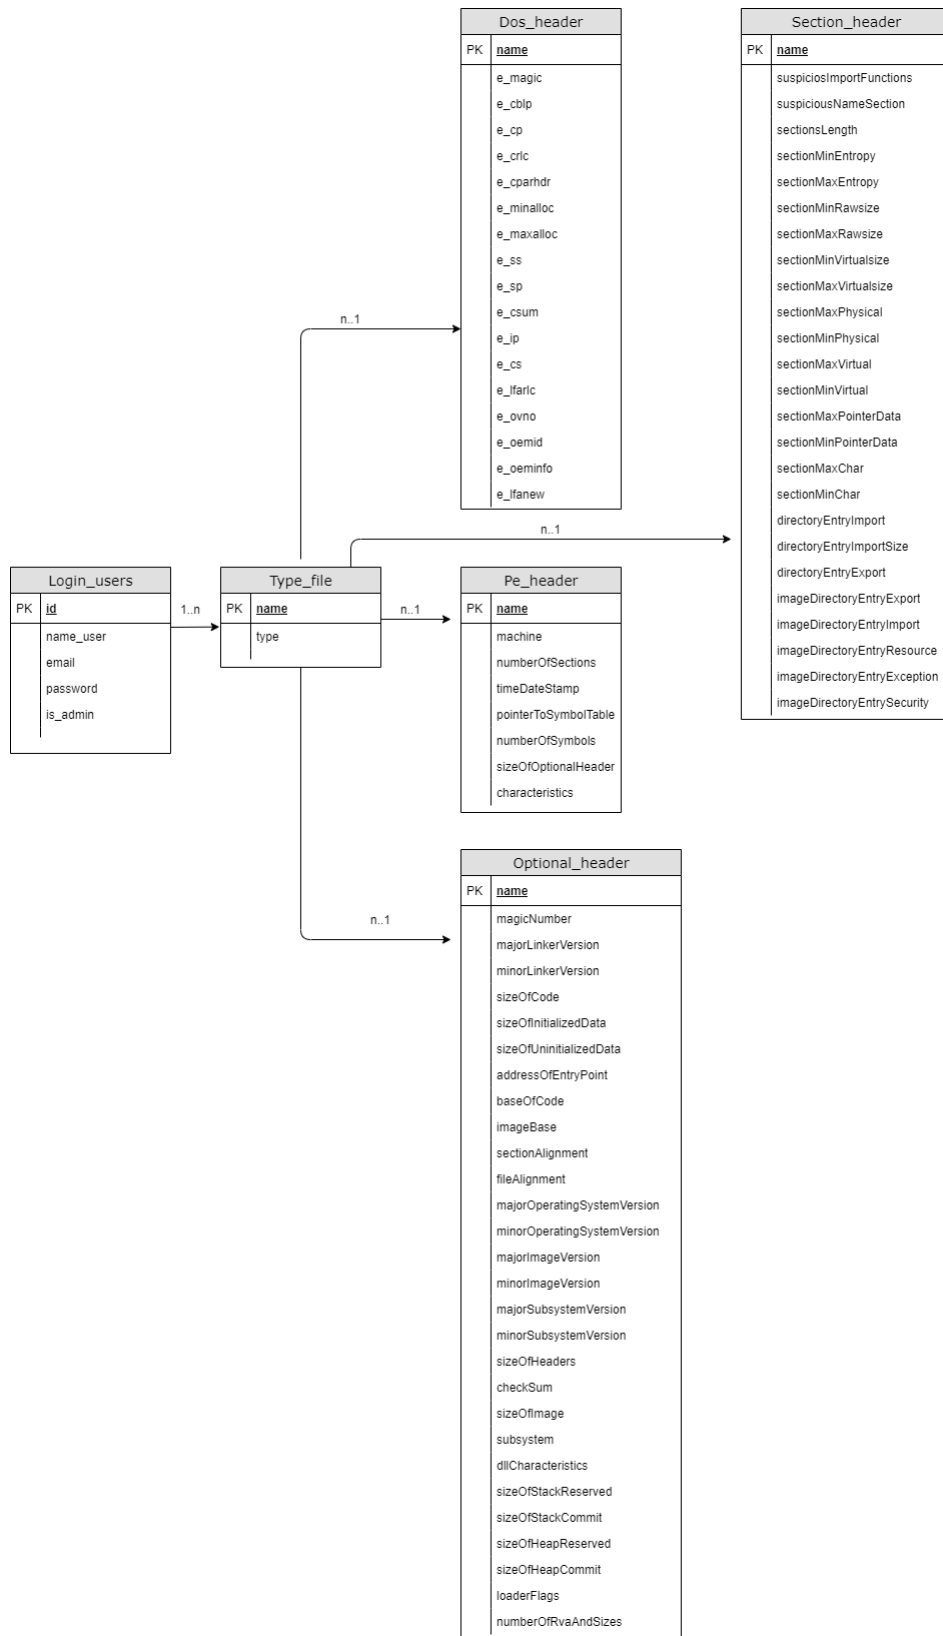 Dos_header
PK name
e_magic
e_cblp
e_cp
e_crlc
e_cparhdr
e_minalloc
e_maxalloc
e_ss
e_sp
e_csum
e_ip
e_cs
e_lfarlc
e_ovno
e_oemid
e_oeminfo
e_lfanew
Section_header
PK name
suspiciosImportFunctions
suspiciousNameSection
sectionsLength
sectionMinEntropy
sectionMaxEntropy
sectionMinRawsize
sectionMaxRawsize
sectionMinVirtualsize
sectionMaxVirtualsize
sectionMaxPhysical
sectionMinPhysical
sectionMaxVirtual
sectionMinVirtual
sectionMaxPointerData
sectionMinPointerData
sectionMaxChar
sectionMinChar
directoryEntryImport
directoryEntryImportSize
directoryEntryExport
imageDirectoryEntryExport
imageDirectoryEntryImport
imageDirectoryEntryResource
imageDirectoryEntryException
imageDirectoryEntrySecurity
n..1
n..1
Login_users
PK id
name_user
email
password
is_admin
1..n
Type_file
PK name
type
n..1
Pe_header
PK name
machine
numberOfSections
timeDateStamp
pointerToSymbolTable
numberOfSymbols
sizeOfOptionalHeader
characteristics
n..1
Optional_header
PK name
magicNumber
majorLinkerVersion
minorLinkerVersion
sizeOfCode
sizeOfInitializedData
sizeOfUninitializedData
addressOfEntryPoint
baseOfCode
imageBase
sectionAlignment
fileAlignment
majorOperatingSystemVersion
minorOperatingSystemVersion
majorImageVersion
minorImageVersion
majorSubsystemVersion
minorSubsystemVersion
sizeOfHeaders
checkSum
sizeOfImage
subsystem
dllCharacteristics
sizeOfStackReserved
sizeOfStackCommit
sizeOfHeapReserved
sizeOfHeapCommit
loaderFlags
numberOfRvaAndSizes